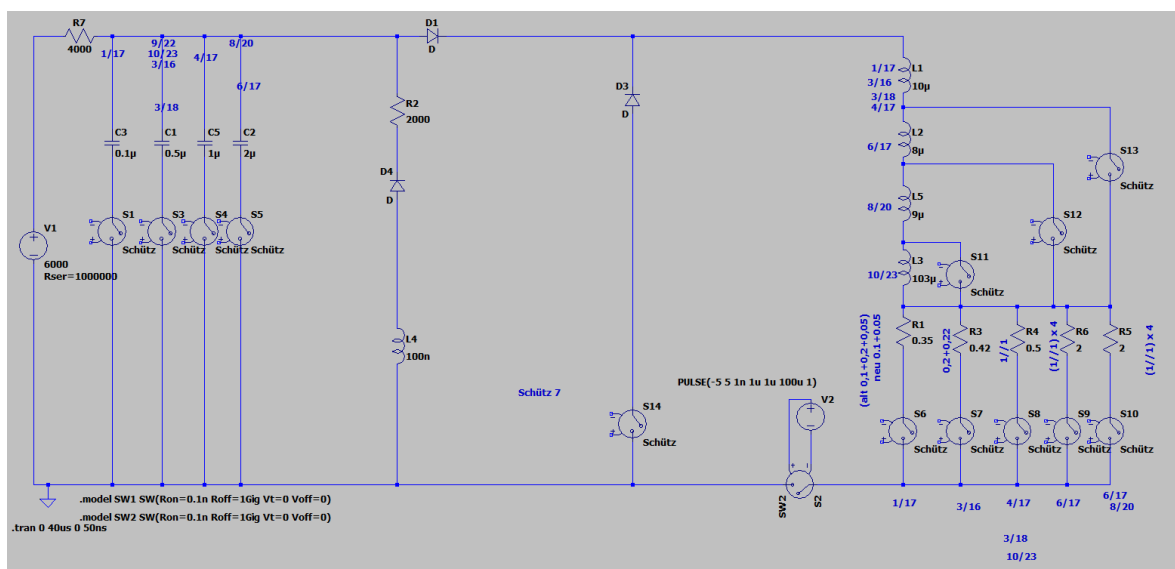 R7
4000
1/17
9/22
10/23
3/16
4/17
8/20
6/17
3/18
C3
0.1µ
C1
0.5µ
C5
1µ
C2
2µ
S1
Schütz
S3
Schütz
S4
Schütz
S5
Schütz
V1
6000
Rser=1000000
D1
D
R2
2000
D4
D
L4
100n
D3
D
Schütz 7
S14
Schütz
PULSE(-5 5 1n 1u 1u 100u 1)
V2
SW2
S2
1/17
3/16
3/18
4/17
L1
10µ
6/17
L2
8µ
8/20
L5
9µ
10/23
L3
103µ
S13
Schütz
S12
Schütz
S11
Schütz
(alt 0,1+0,2+0,05)
neu 0.1+0.05
R1
0.35
0,2+0,22
R3
0.42
1//1
R4
0.5
(1//1) x 4
R6
2
R5
2
(1//1) x 4
S6
Schütz
S7
Schütz
S8
Schütz
S9
Schütz
S10
Schütz
1/17
3/16
4/17
6/17
6/17
8/20
3/18
10/23
.model SW1 SW(Ron=0.1n Roff=1Gig Vt=0 Voff=0)
.model SW2 SW(Ron=0.1n Roff=1Gig Vt=0 Voff=0)
.tran 0 40us 0 50ns